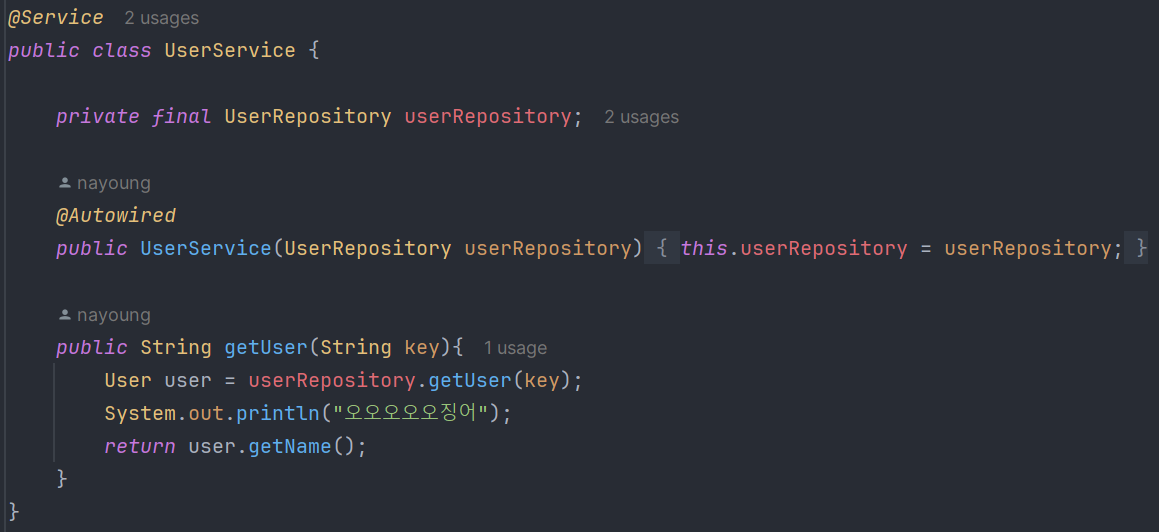 @Service 2 usages
public class UserService {
private final UserRepository userRepository; 2 usages
nayoung
@Autowired
public UserService(UserRepository userRepository) { this.userRepository = userRepository; }
nayoung
public String getUser(String key){ 1 usage
User user = userRepository.getUser(key);
System.out.println("오오오오오징어");
return user.getName();
}
}